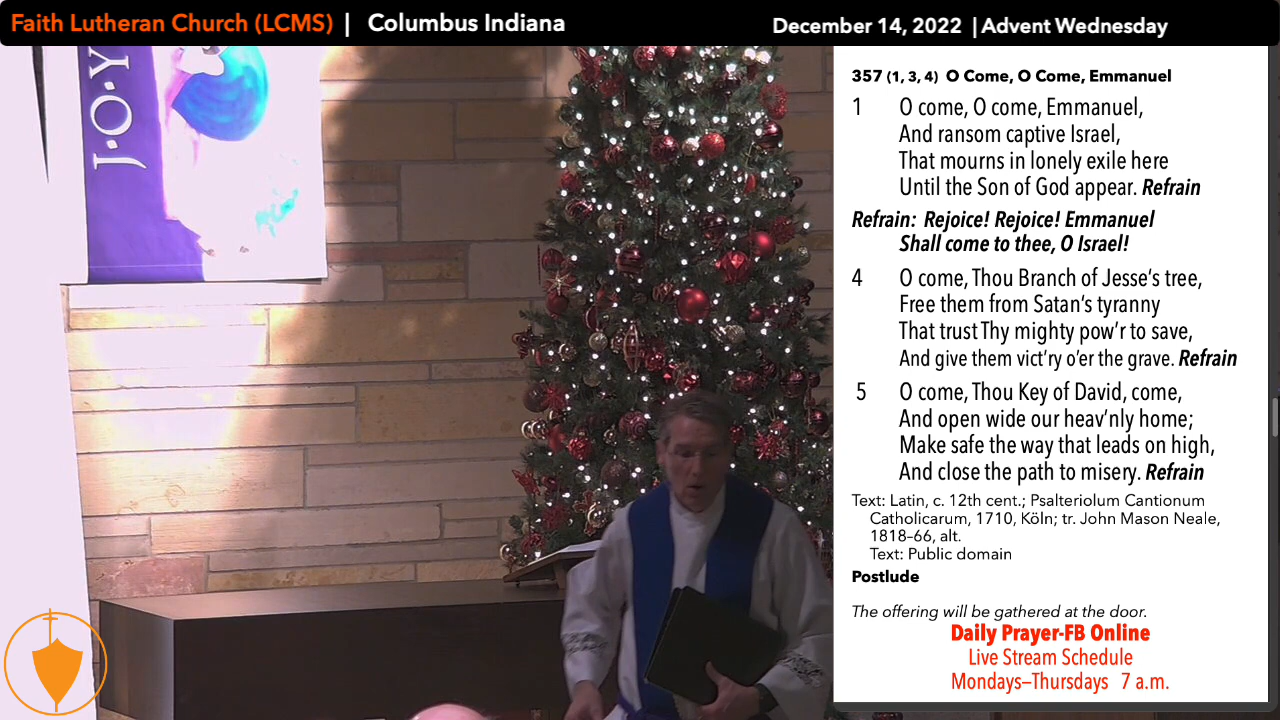 Faith Lutheran Church (LCMS) | Columbus Indiana
December 14, 2022 | Advent Wednesday
J·O·Y
357 (1, 3, 4) O Come, O Come, Emmanuel
1 O come, O come, Emmanuel,
And ransom captive Israel,
That mourns in lonely exile here
Until the Son of God appear. Refrain
Refrain: Rejoice! Rejoice! Emmanuel
Shall come to thee, O Israel!
4 O come, Thou Branch of Jesse's tree,
Free them from Satan's tyranny
That trust Thy mighty pow'r to save,
And give them vict'ry o'er the grave. Refrain
5 O come, Thou Key of David, come,
And open wide our heav'nly home;
Make safe the way that leads on high,
And close the path to misery. Refrain
Text: Latin, c. 12th cent.; Psalteriolum Cantionum
Catholicarum, 1710, Köln; tr. John Mason Neale,
1818–66, alt.
Text: Public domain
Postlude
The offering will be gathered at the door.
Daily Prayer-FB Online
Live Stream Schedule
Mondays–Thursdays 7 a.m.